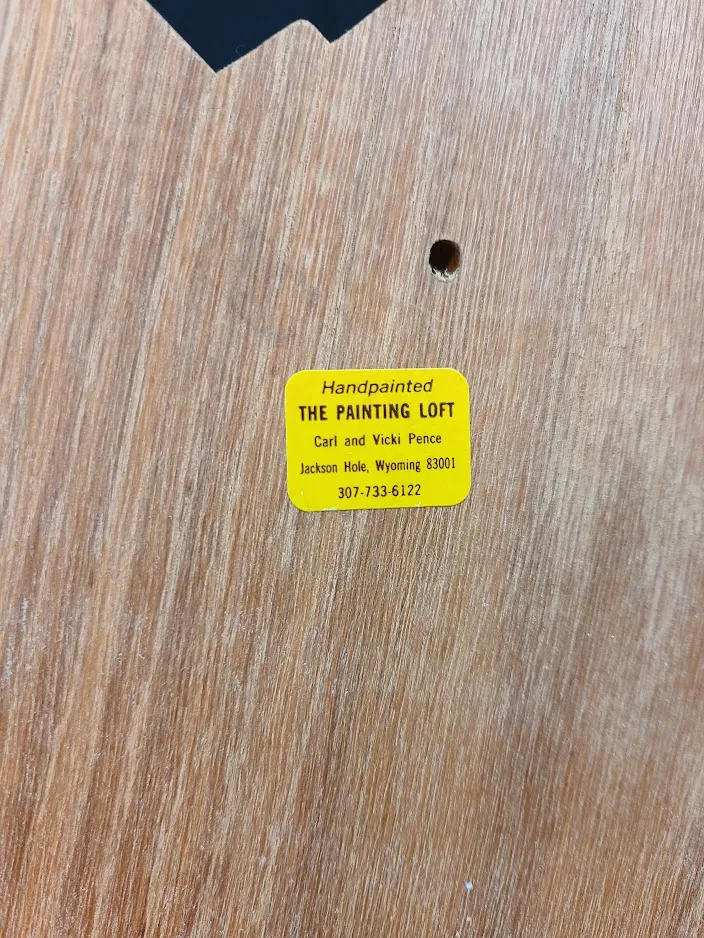 Handpainted
THE PAINTING LOFT
Carl and Vicki Pence
Jackson Hole, Wyoming 83001
307-733-6122